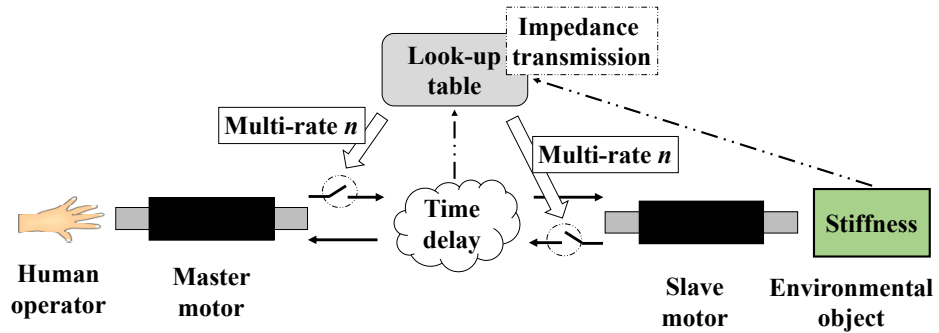 Impedance
transmission
Look-up
table
Multi-rate n
Multi-rate n
Time
delay
Stiffness
Human
operator
Master
motor
Slave
motor
Environmental
object